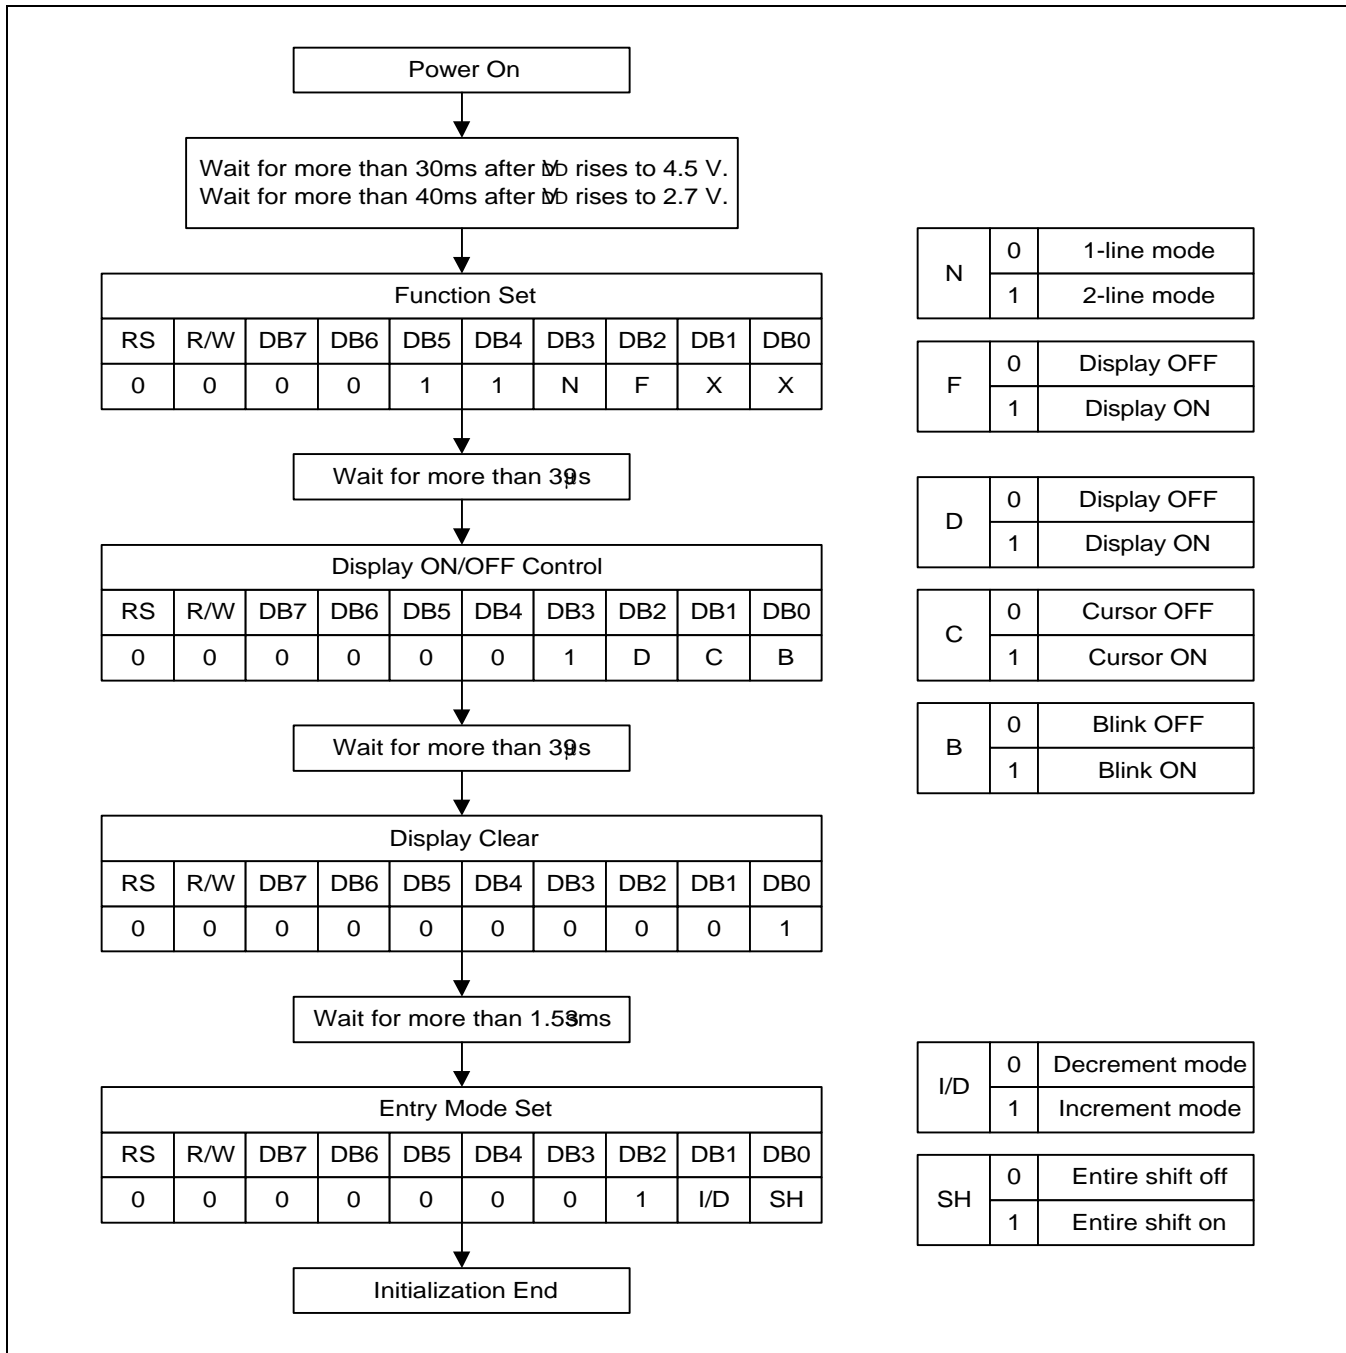 Power On
Wait for more than 30ms after VDD rises to 4.5 V.
Wait for more than 40ms after VDD rises to 2.7 V.
Function Set
RS R/W DB7 DB6 DB5 DB4 DB3 DB2 DB1 DB0
0 0 0 0 1 1 N F X X
Wait for more than 39μs
Display ON/OFF Control
RS R/W DB7 DB6 DB5 DB4 DB3 DB2 DB1 DB0
0 0 0 0 0 0 1 D C B
Wait for more than 39μs
Display Clear
RS R/W DB7 DB6 DB5 DB4 DB3 DB2 DB1 DB0
0 0 0 0 0 0 0 0 0 1
Wait for more than 1.53ms
Entry Mode Set
RS R/W DB7 DB6 DB5 DB4 DB3 DB2 DB1 DB0
0 0 0 0 0 0 0 1 I/D SH
Initialization End
N
0 1-line mode
1 2-line mode
F
0 Display OFF
1 Display ON
D
0 Display OFF
1 Display ON
C
0 Cursor OFF
1 Cursor ON
B
0 Blink OFF
1 Blink ON
I/D
0 Decrement mode
1 Increment mode
SH
0 Entire shift off
1 Entire shift on